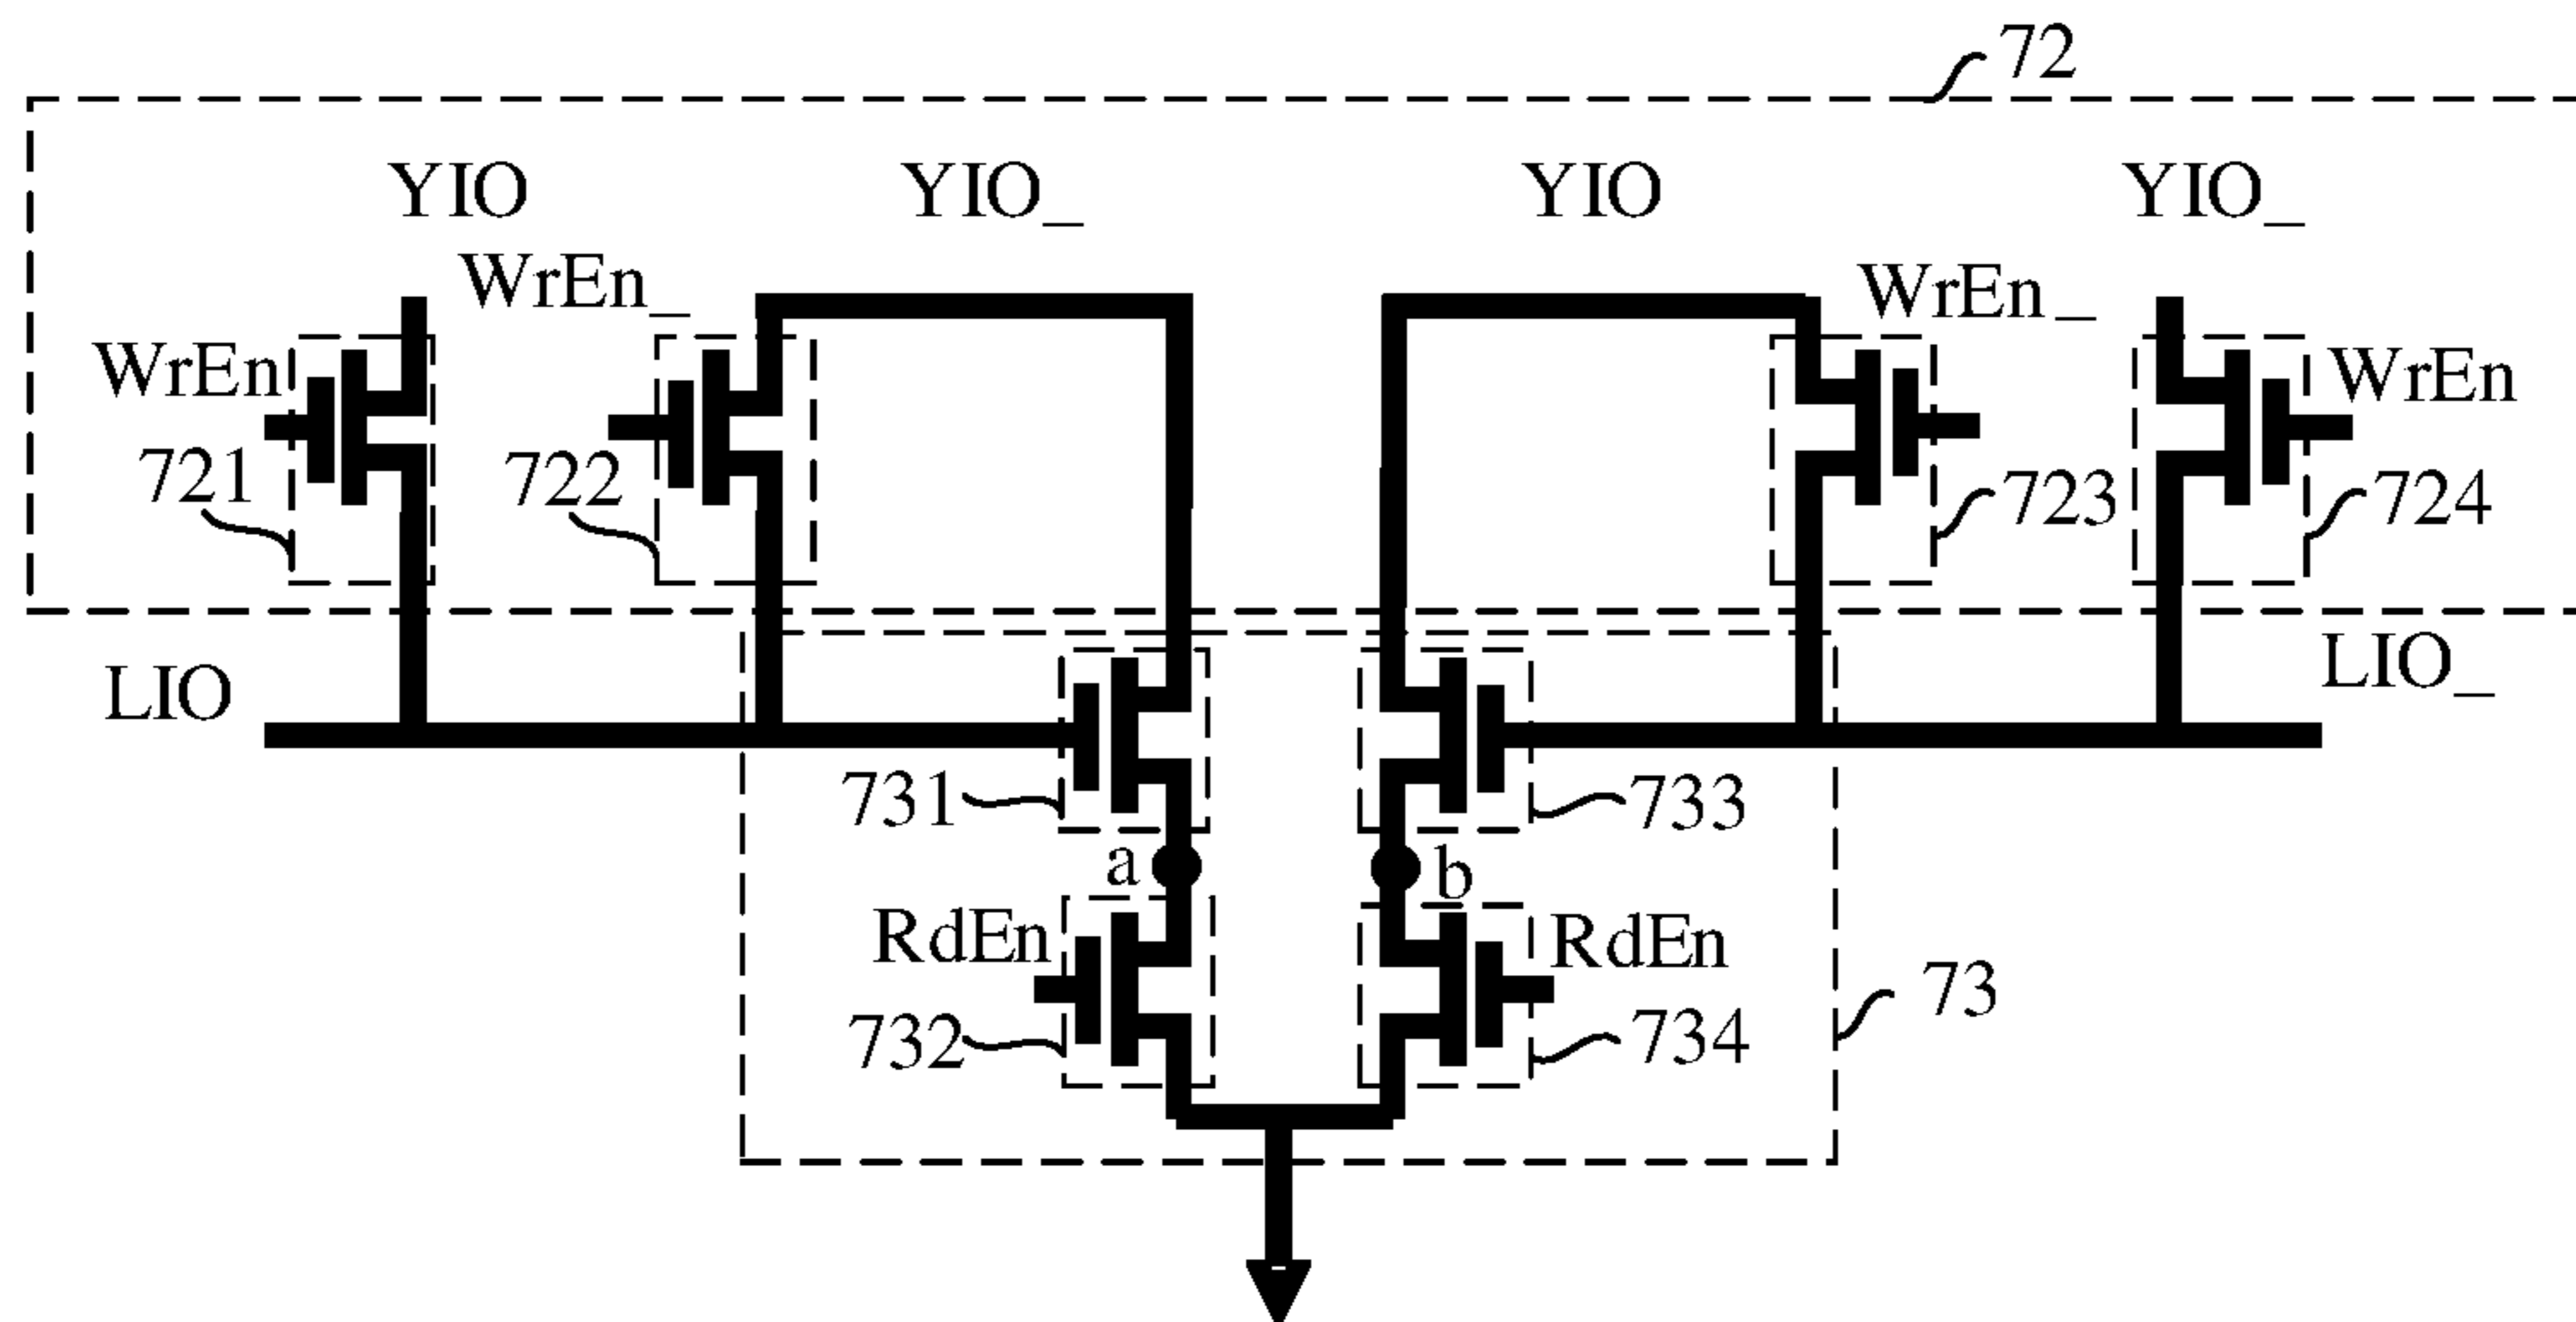 72
YIO YIO_ YIO YIO_
WrEn_ WrEn_
WrEn WrEn
721 722 723 724
LIO LIO_
731 733
a b
RdEn RdEn
732 734 73